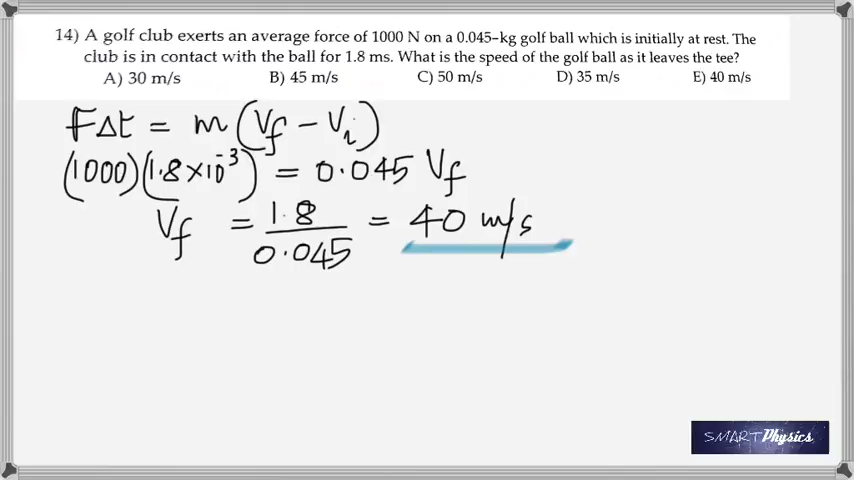 14) A golf club exerts an average force of 1000 N on a 0.045-kg golf ball which is initially at rest. The
club is in contact with the ball for 1.8 ms. What is the speed of the golf ball as it leaves the tee?
A) 30 m/s B) 45 m/s C) 50 m/s D) 35 m/s E) 40 m/s
FΔt = m(Vf - Vi)
(1000)(1.8×10⁻³) = 0.045 Vf
Vf = 1.8/0.045 = 40 m/s
SMART Physics